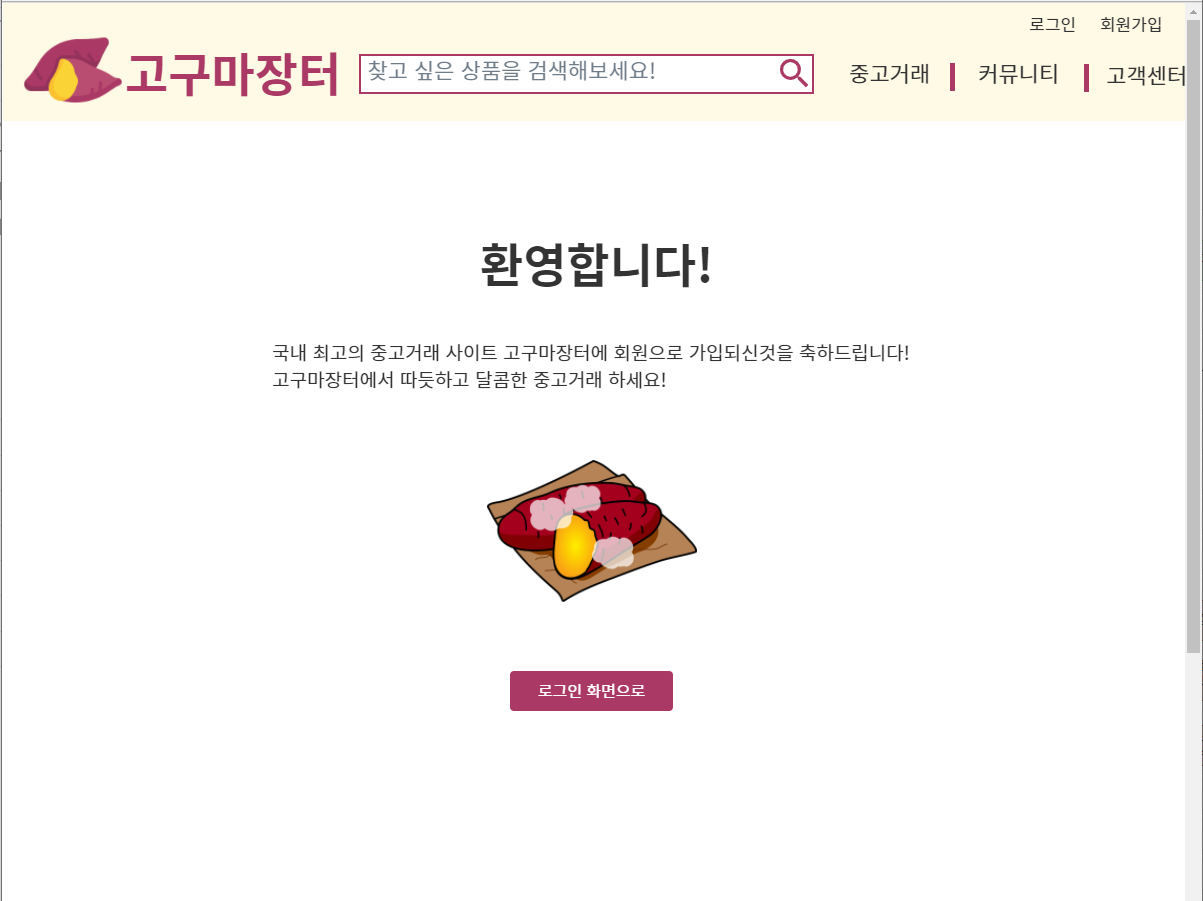 로그인 회원가입
고구마장터
찾고 싶은 상품을 검색해보세요!
중고거래 커뮤니티 고객센터
환영합니다!
국내 최고의 중고거래 사이트 고구마장터에 회원으로 가입되신것을 축하드립니다!
고구마장터에서 따듯하고 달콤한 중고거래 하세요!
로그인 화면으로